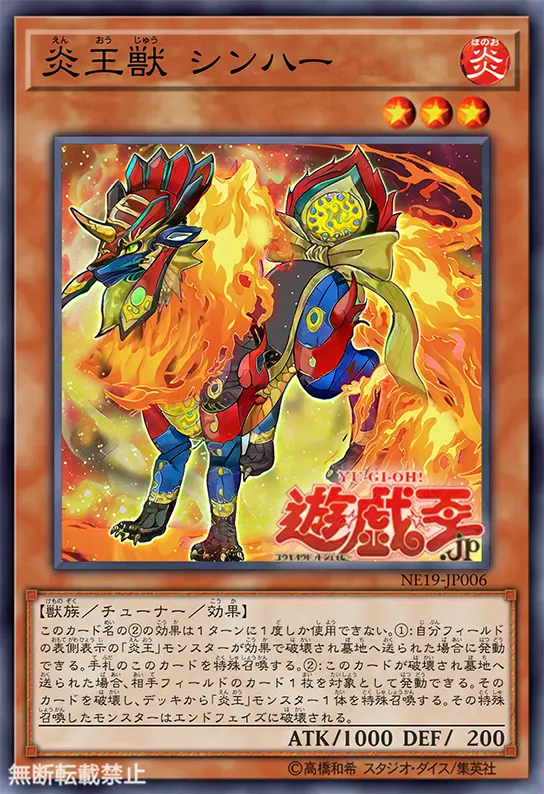 炎王獣 シンハー
炎
YU-GI-OH!
遊戯王
.jp
NE19-JP006
【獣族／チューナー／効果】
このカード名の②の効果は1ターンに1度しか使用できない。①:自分フィールド
の表側表示の「炎王」モンスターが効果で破壊され墓地へ送られた場合に発動
できる。手札のこのカードを特殊召喚する。②:このカードが破壊され墓地へ
送られた場合、相手フィールドのカード1枚を対象として発動できる。その
カードを破壊し、デッキから「炎王」モンスター1体を特殊召喚する。その特殊
召喚したモンスターはエンドフェイズに破壊される。
ATK/1000 DEF/ 200
無断転載禁止
©高橋和希 スタジオ・ダイス/集英社